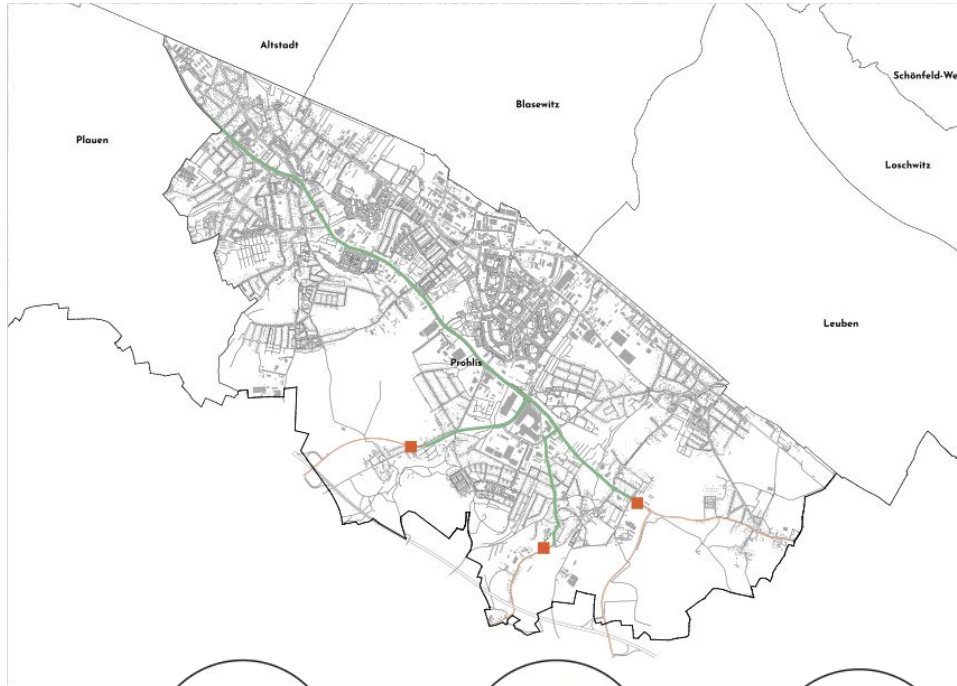 Altstadt
Schönfeld-We
Blasewitz
Plauen
Loschwitz
Leuben
Prohlis